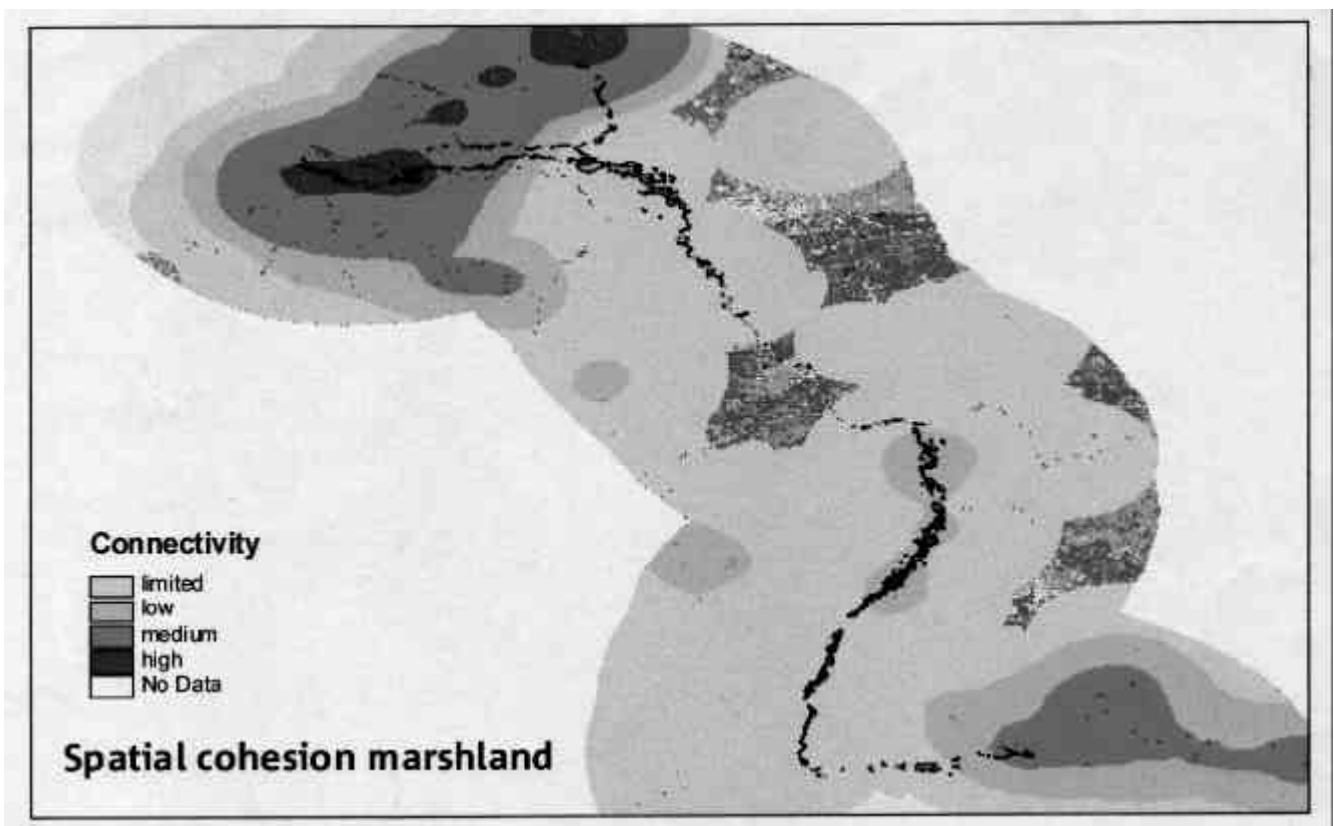 Connectivity
limited
low
medium
high
No Data
Spatial cohesion marshland